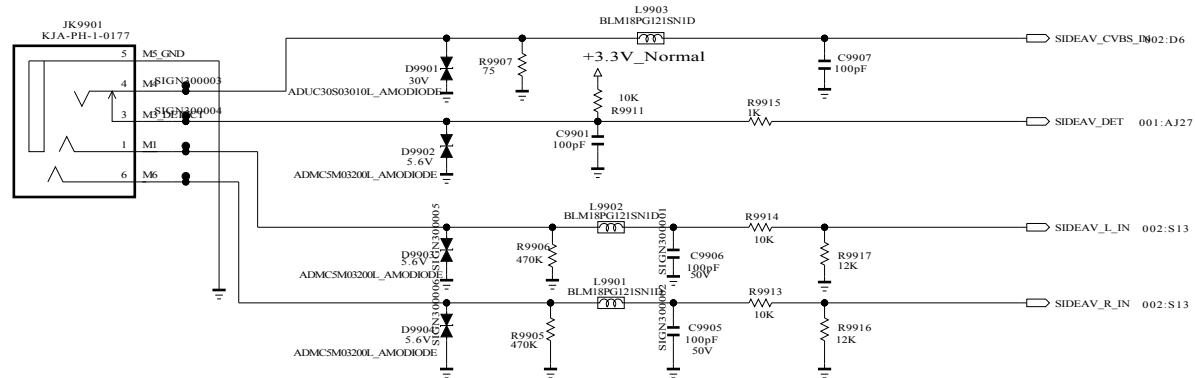 L9903
BLM18PG121SN1D
JK9901
KJA-PH-1-0177
5 M5_GND
SIDEAV_CVBS_IN 002:D6
R9907
75
+3.3V_Normal
C9907
100pF
D9901
30V
ADUC30S03010L_AMODIODE
SIGN300003
4 M4
10K
R9911
R9915
1K
SIGN300004
3 M3_DETECT
SIDEAV_DET 001:AJ27
C9901
100pF
D9902
5.6V
ADMC5M03200L_AMODIODE
1 M1
6 M6
L9902
BLM18PG121SN1D
SIGN300005
SIGN300001
R9914
10K
SIDEAV_L_IN 002:S13
D9903
5.6V
ADMC5M03200L_AMODIODE
R9906
470K
C9906
100pF
50V
R9917
12K
L9901
BLM18PG121SN1D
SIGN300006
SIGN300002
R9913
10K
SIDEAV_R_IN 002:S13
D9904
5.6V
ADMC5M03200L_AMODIODE
R9905
470K
C9905
100pF
50V
R9916
12K